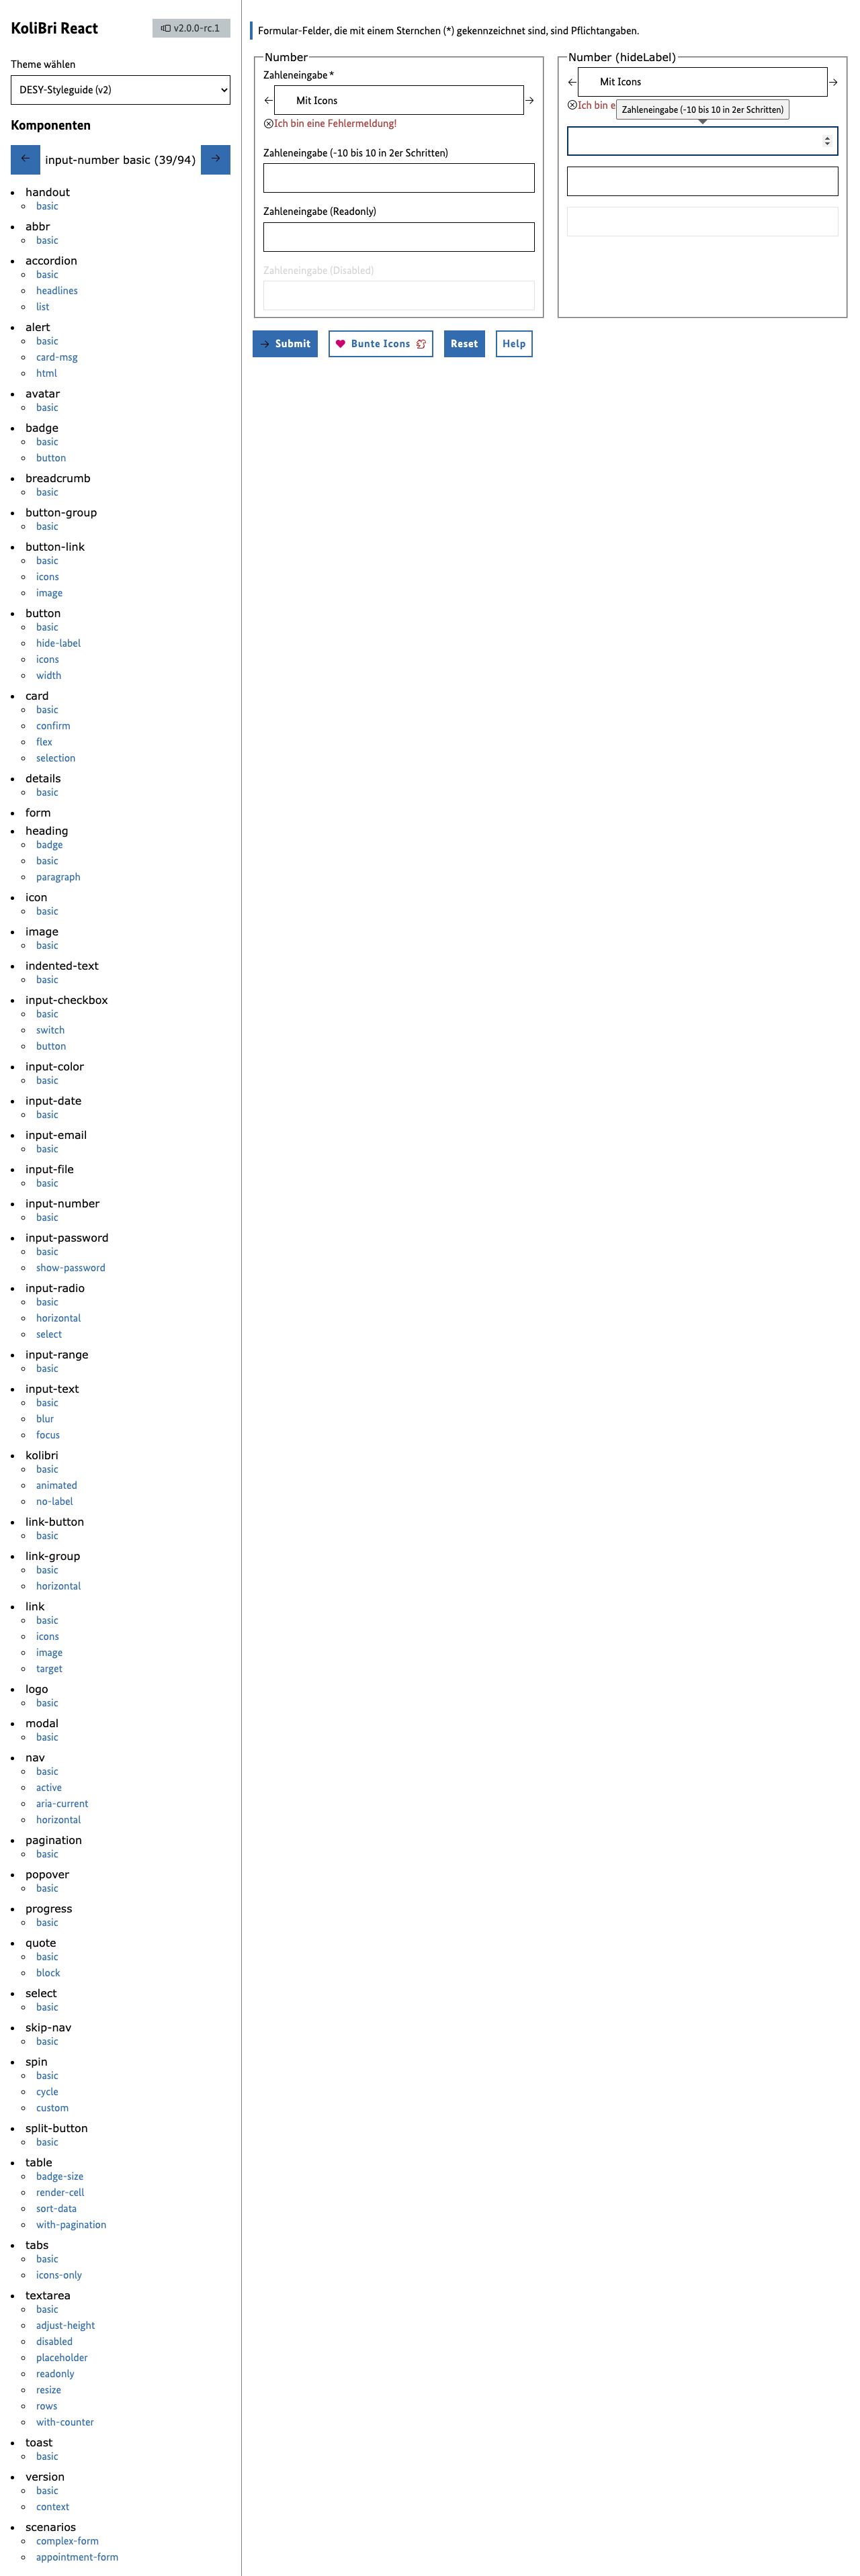 KoliBri React
v2.0.0-rc.1
Theme wählen
DESY-Styleguide (v2)
Komponenten
input-number basic (39/94)
handout
basic
abbr
basic
accordion
basic
headlines
list
alert
basic
card-msg
html
avatar
basic
badge
basic
button
breadcrumb
basic
button-group
basic
button-link
basic
icons
image
button
basic
hide-label
icons
width
card
basic
confirm
flex
selection
details
basic
form
heading
badge
basic
paragraph
icon
basic
image
basic
indented-text
basic
input-checkbox
basic
switch
button
input-color
basic
input-date
basic
input-email
basic
input-file
basic
input-number
basic
input-password
basic
show-password
input-radio
basic
horizontal
select
input-range
basic
input-text
basic
blur
focus
kolibri
basic
animated
no-label
link-button
basic
link-group
basic
horizontal
link
basic
icons
image
target
logo
basic
modal
basic
nav
basic
active
aria-current
horizontal
pagination
basic
popover
basic
progress
basic
quote
basic
block
select
basic
skip-nav
basic
spin
basic
cycle
custom
split-button
basic
table
badge-size
render-cell
sort-data
with-pagination
tabs
basic
icons-only
textarea
basic
adjust-height
disabled
placeholder
readonly
resize
rows
with-counter
toast
basic
version
basic
context
scenarios
complex-form
appointment-form
Formular-Felder, die mit einem Sternchen (*) gekennzeichnet sind, sind Pflichtangaben.
Number
Zahleneingabe *
Mit Icons
Ich bin eine Fehlermeldung!
Zahleneingabe (-10 bis 10 in 2er Schritten)
Zahleneingabe (Readonly)
Zahleneingabe (Disabled)
Number (hideLabel)
Mit Icons
Ich bin e
Zahleneingabe (-10 bis 10 in 2er Schritten)
Submit
Bunte Icons
Reset
Help